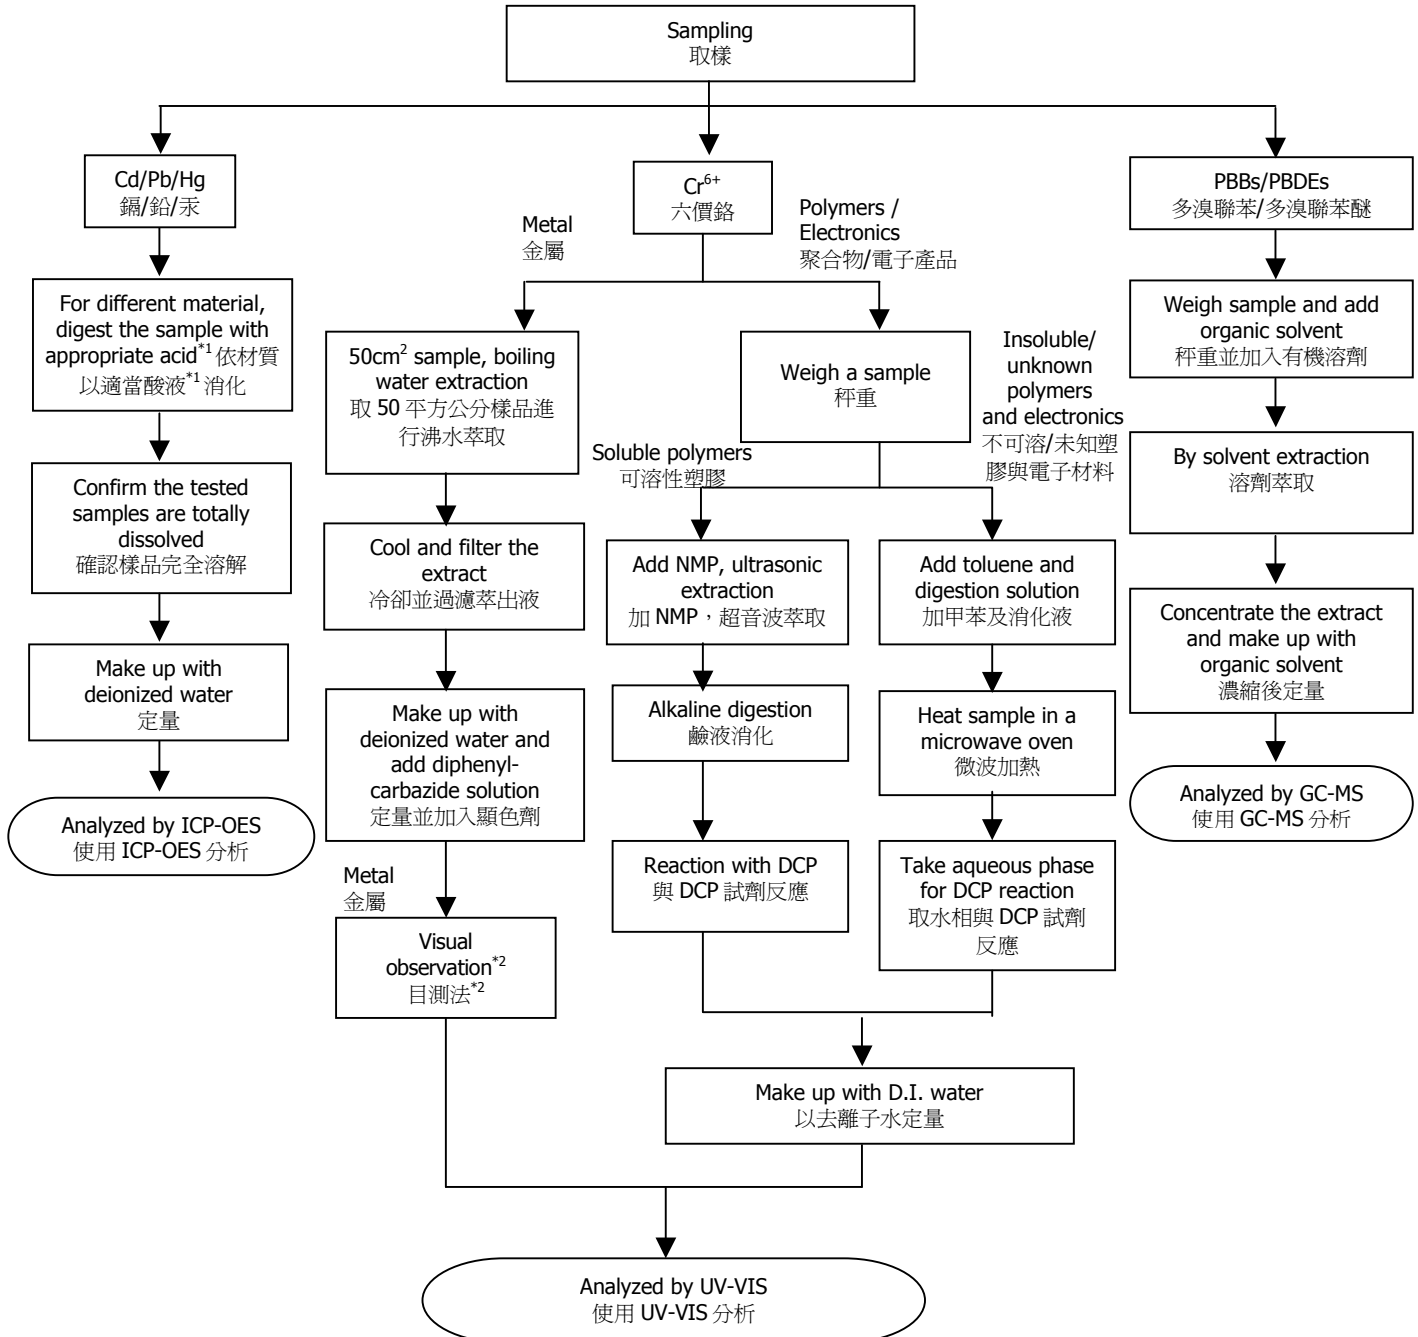 Sampling
取樣
Cd/Pb/Hg
鎘/鉛/汞
For different material,
digest the sample with
appropriate acid*1 依材質
以適當酸液*1 消化
Confirm the tested
samples are totally
dissolved
確認樣品完全溶解
Make up with
deionized water
定量
Analyzed by ICP-OES
使用 ICP-OES 分析
Cr6+
六價鉻
Metal
金屬
50cm2 sample, boiling
water extraction
取 50 平方公分樣品進
行沸水萃取
Cool and filter the
extract
冷卻並過濾萃出液
Make up with
deionized water and
add diphenyl-
carbazide solution
定量並加入顯色劑
Metal
金屬
Visual
observation*2
目測法*2
Polymers /
Electronics
聚合物/電子產品
Weigh a sample
秤重
Soluble polymers
可溶性塑膠
Add NMP, ultrasonic
extraction
加 NMP，超音波萃取
Alkaline digestion
鹼液消化
Reaction with DCP
與 DCP 試劑反應
Insoluble/
unknown
polymers
and electronics
不可溶/未知塑
膠與電子材料
Add toluene and
digestion solution
加甲苯及消化液
Heat sample in a
microwave oven
微波加熱
Take aqueous phase
for DCP reaction
取水相與 DCP 試劑
反應
Make up with D.I. water
以去離子水定量
Analyzed by UV-VIS
使用 UV-VIS 分析
PBBs/PBDEs
多溴聯苯/多溴聯苯醚
Weigh sample and add
organic solvent
秤重並加入有機溶劑
By solvent extraction
溶劑萃取
Concentrate the extract
and make up with
organic solvent
濃縮後定量
Analyzed by GC-MS
使用 GC-MS 分析